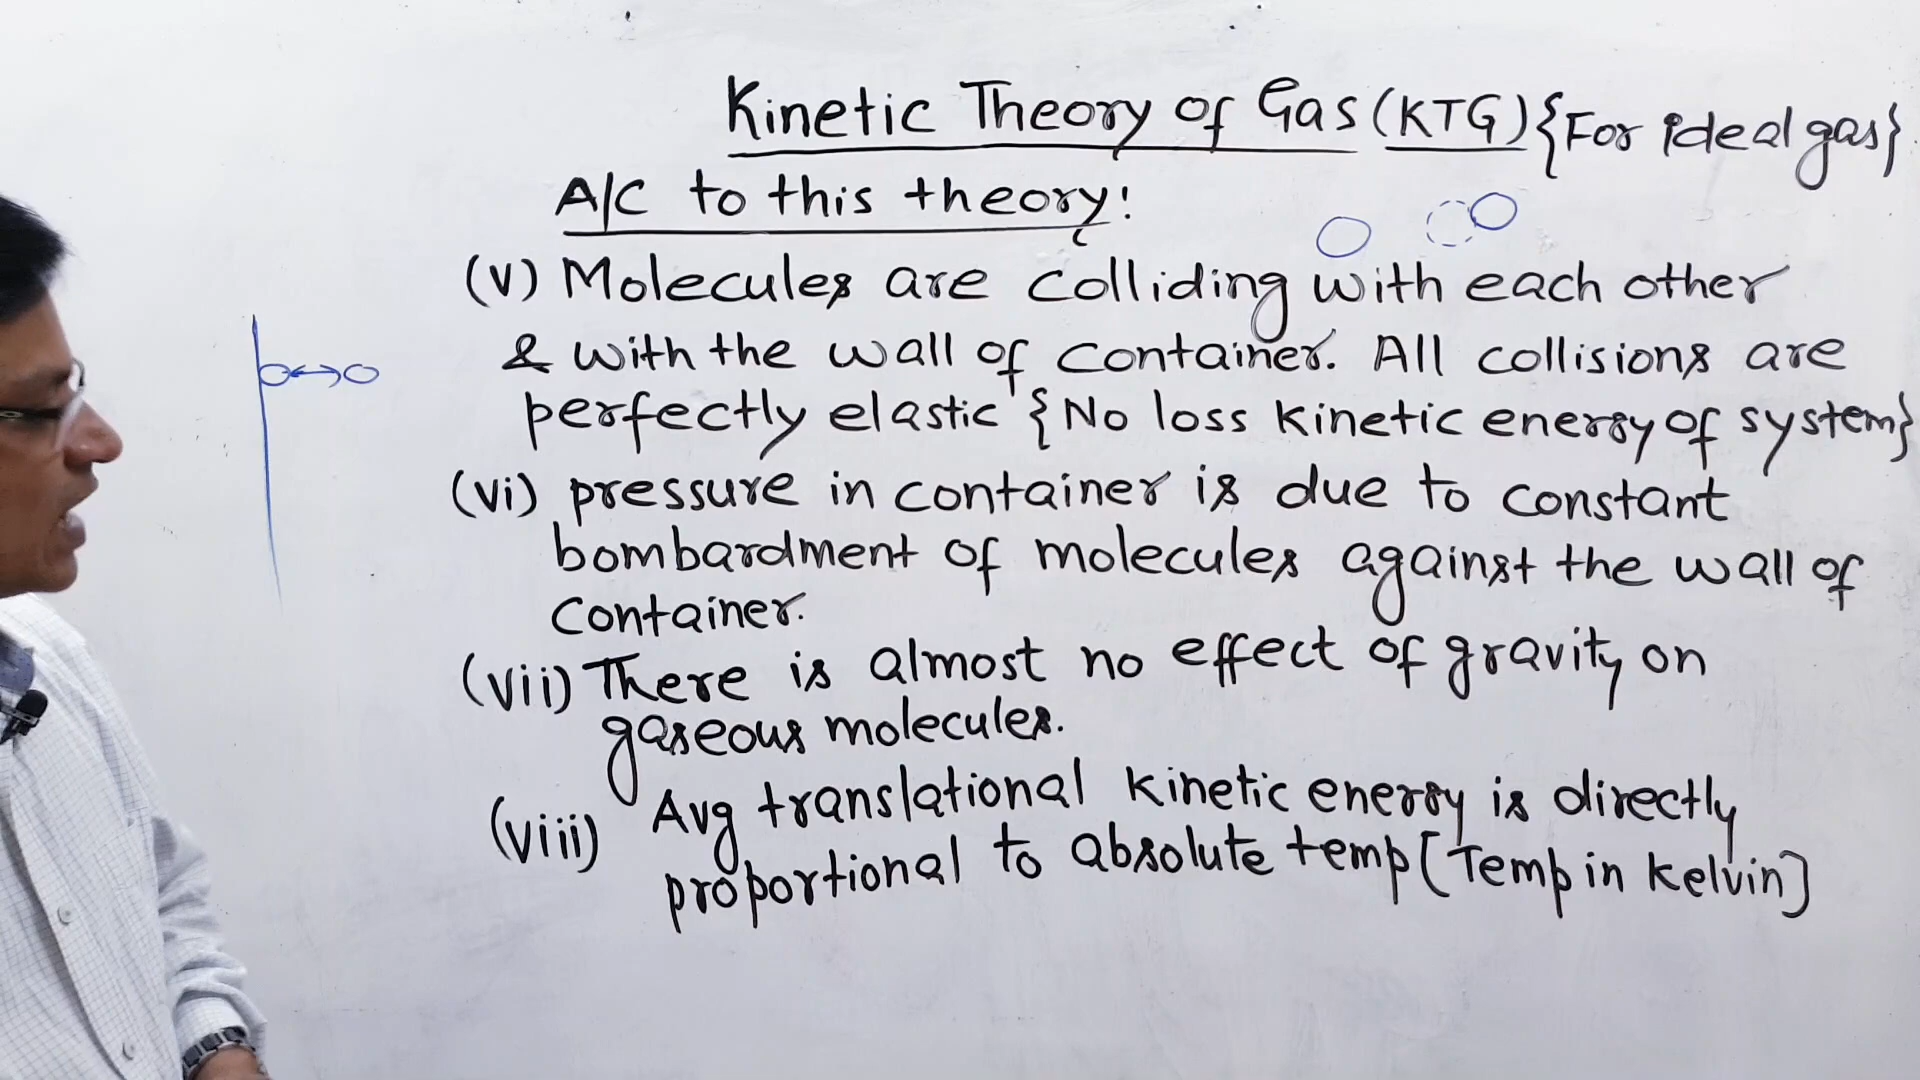 Kinetic Theory of Gas (KTG) {For ideal gas}
A/C to this theory:
(v) Molecules are colliding with each other
& with the wall of container. All collisions are
perfectly elastic {No loss kinetic energy of system}
(vi) pressure in container is due to constant
bombardment of molecules against the wall of
container.
(vii) There is almost no effect of gravity on
gaseous molecules.
(viii) Avg translational kinetic energy is directly
proportional to absolute temp [Temp in kelvin]